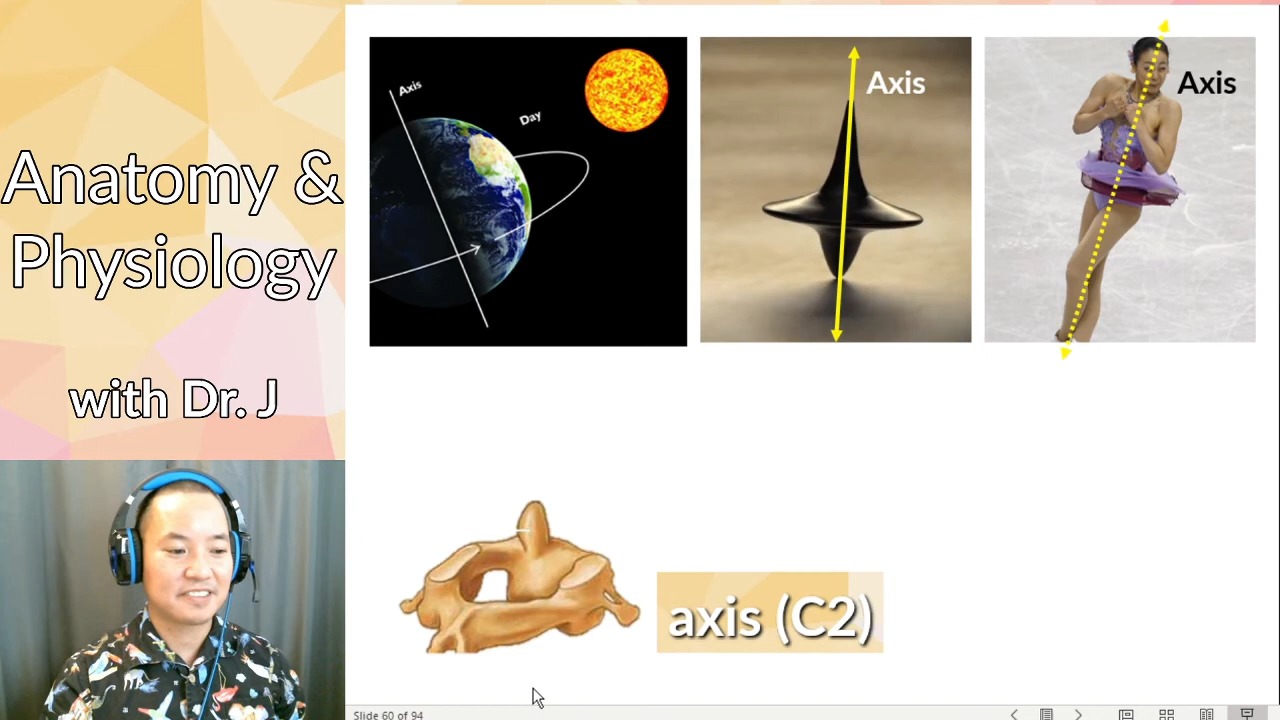 Anatomy &
Physiology
with Dr. J
Axis
Day
Axis
Axis
axis (C2)
Slide 60 of 94